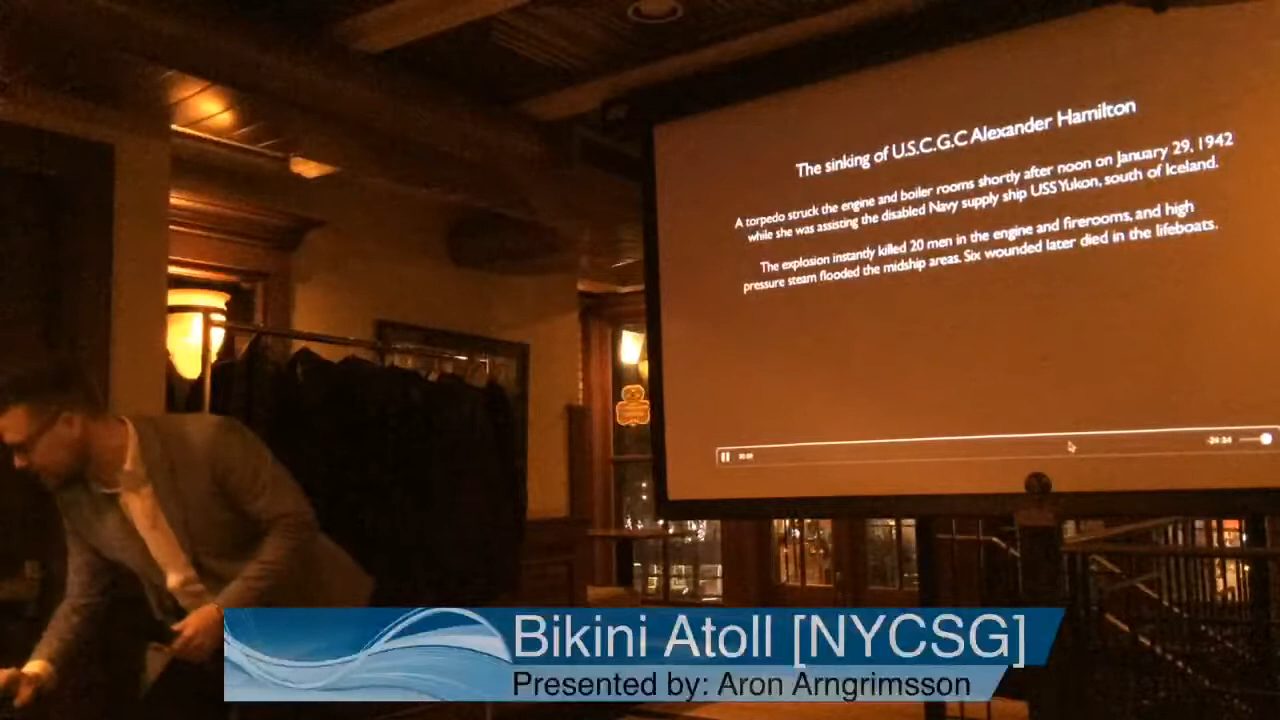 The sinking of U.S.C.G.C Alexander Hamilton
A torpedo struck the engine and boiler rooms shortly after noon on January 29, 1942
while she was assisting the disabled Navy supply ship USS Yukon, south of Iceland.
The explosion instantly killed 20 men in the engine and firerooms, and high
pressure steam flooded the midship areas. Six wounded later died in the lifeboats.
Bikini Atoll [NYCSG]
Presented by: Aron Arngrimsson